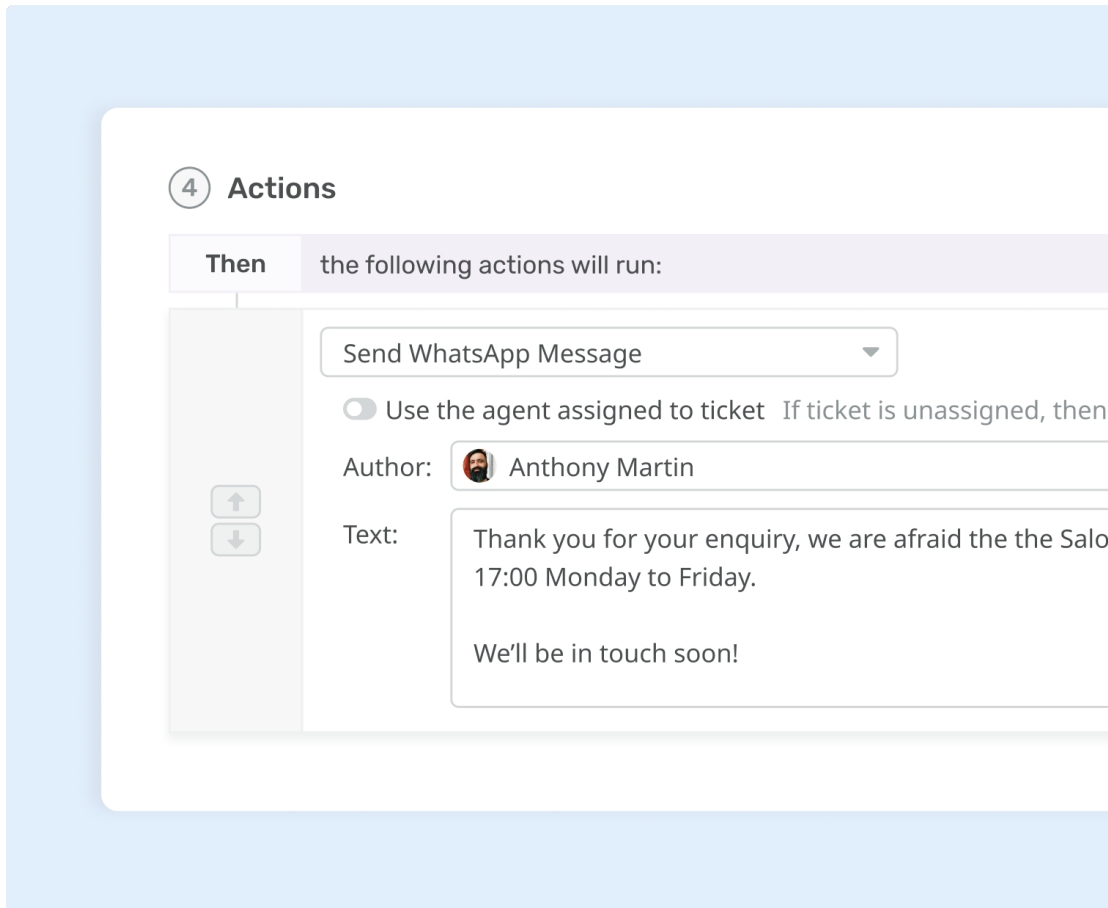 4 Actions
Then the following actions will run:
Send WhatsApp Message
Use the agent assigned to ticket If ticket is unassigned, then
Author: Anthony Martin
Text: Thank you for your enquiry, we are afraid the the
17:00 Monday to Friday.
We’ll be in touch soon!